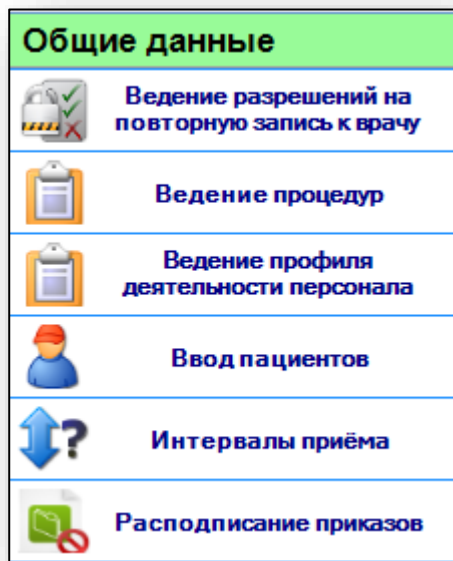 Общие данные
Ведение разрешений на
повторную запись к врачу
Ведение процедур
Ведение профиля
деятельности персонала
Ввод пациентов
Интервалы приёма
Расподписание приказов